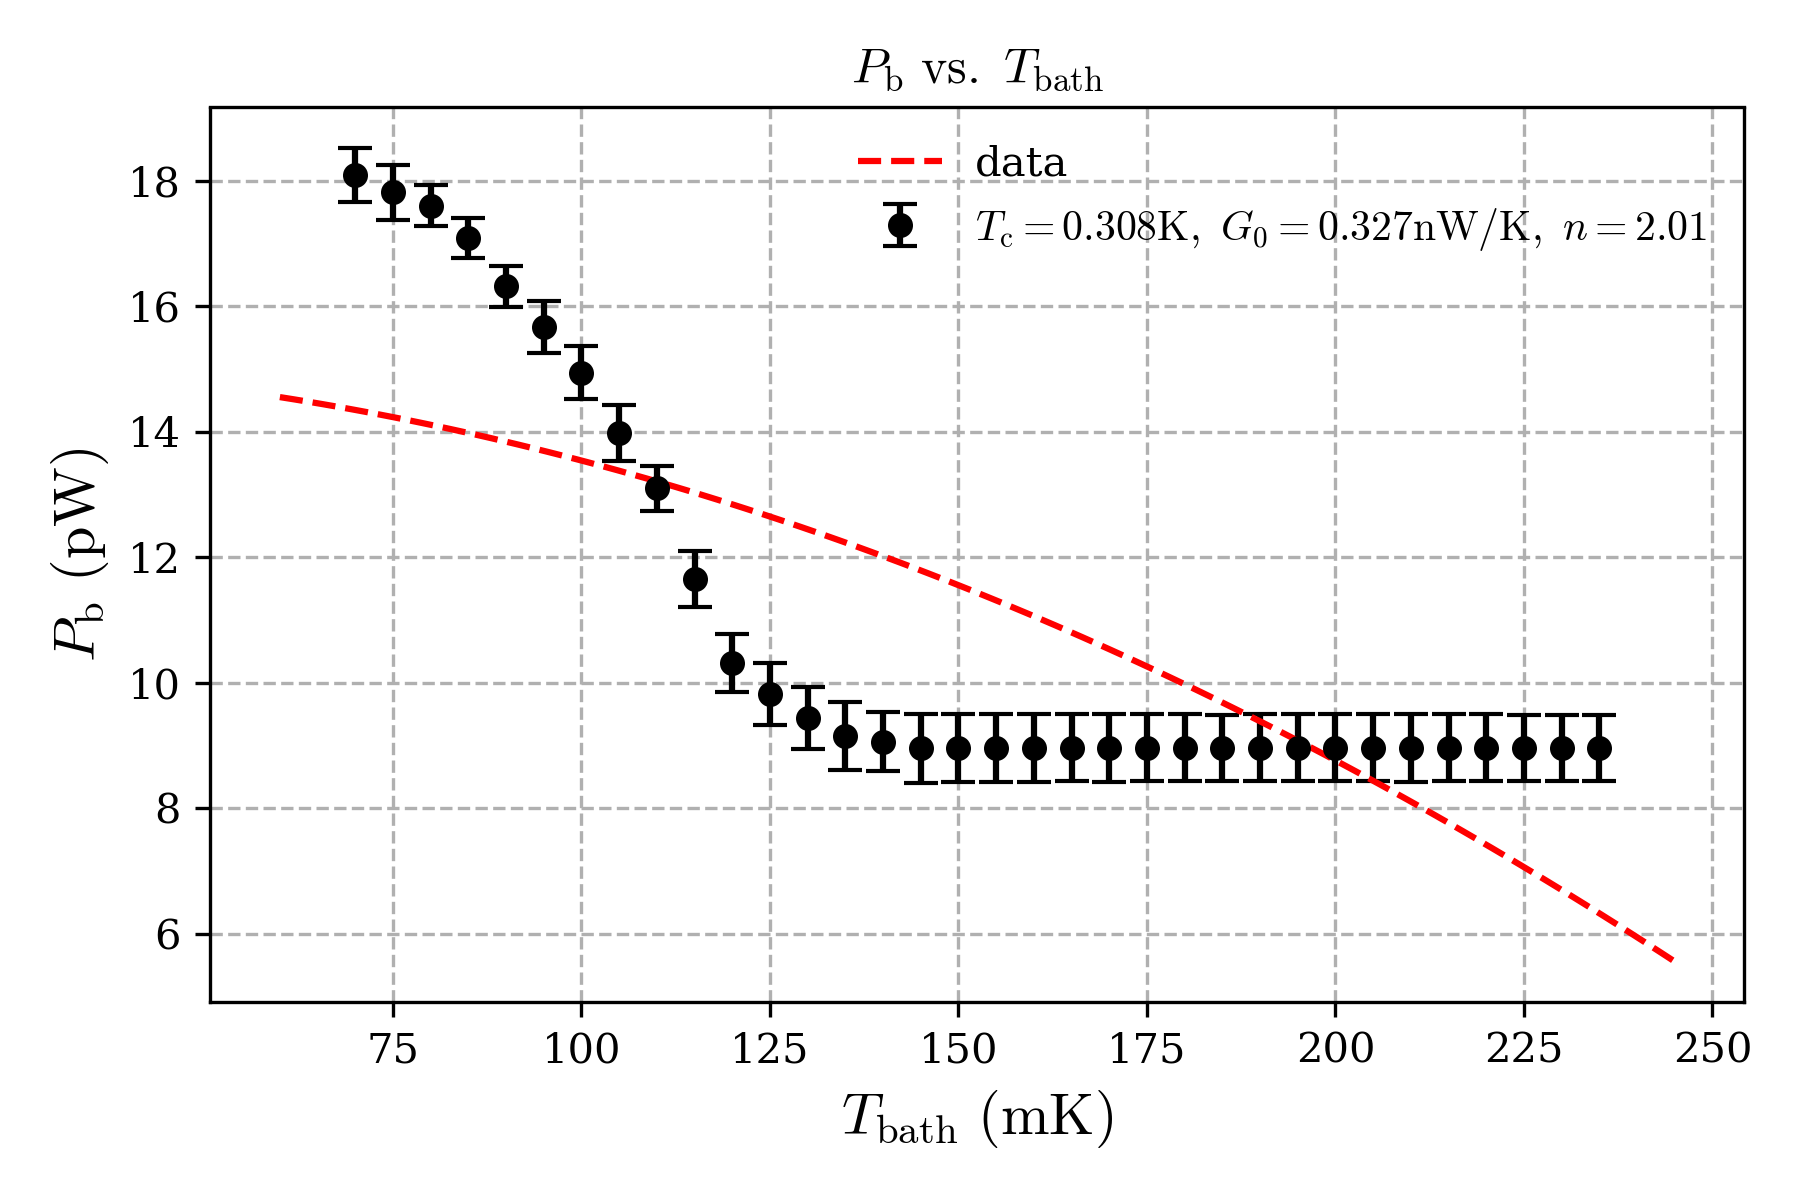 P_b vs. T_bath
data
T_c = 0.308K, G_0 = 0.327nW/K, n = 2.01
P_b (pW)
18
16
14
12
10
8
6
75 100 125 150 175 200 225 250
T_bath (mK)